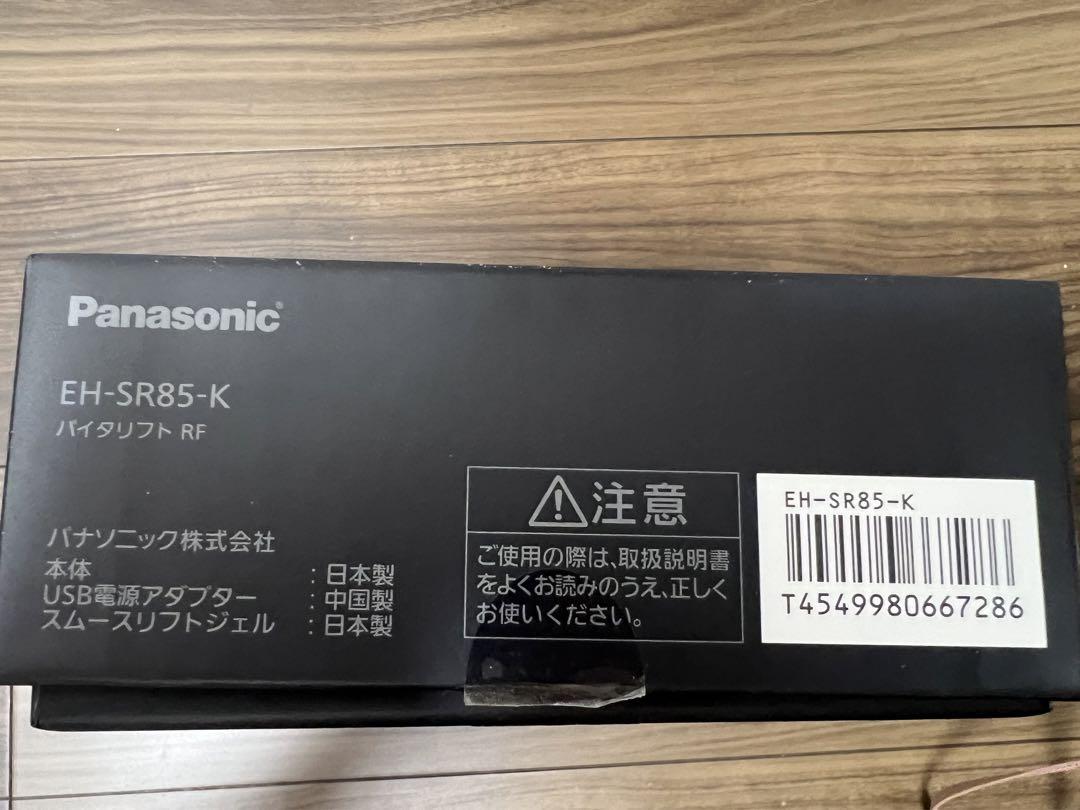 Panasonic
EH-SR85-K
バイタリフト RF
パナソニック株式会社
本体 : 日本製
USB電源アダプター : 中国製
スムースリフトジェル : 日本製
注意
ご使用の際は、取扱説明書
をよくお読みのうえ、正しく
お使いください。
EH-SR85-K
T4549980667286